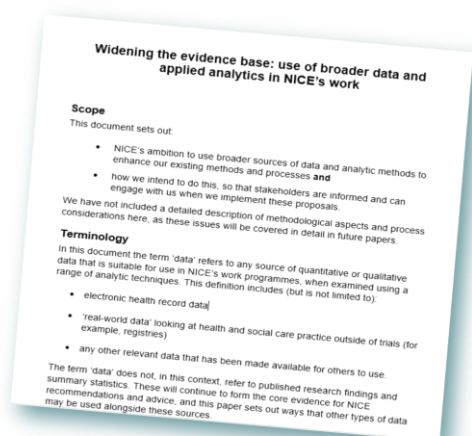 Widening the evidence base: use of broader data and
applied analytics in NICE's work
Scope
This document sets out:
• NICE's ambition to use broader sources of data and analytic methods to
enhance our existing methods and processes and
• how we intend to do this, so that stakeholders are informed and can
engage with us when we implement these proposals.
We have not included a detailed description of methodological aspects and process
considerations here, as these issues will be covered in detail in future papers.
Terminology
In this document the term 'data' refers to any source of quantitative or qualitative
data that is suitable for use in NICE's work programmes, when examined using a
range of analytic techniques. This definition includes (but is not limited to):
• electronic health record data
• 'real-world data' looking at health and social care practice outside of trials (for
example, registries)
• any other relevant data that has been made available for others to use.
The term 'data' does not, in this context, refer to published research findings and
summary statistics. These will continue to form the core evidence for NICE
recommendations and advice, and this paper sets out ways that other types of data
may be used alongside these sources.